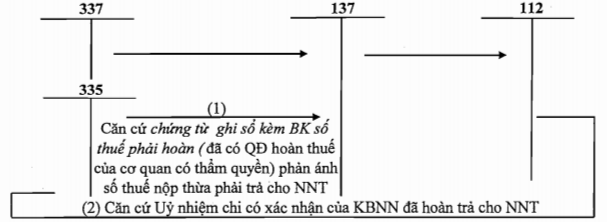 337 137 112
335
(1)
Căn cứ chứng từ ghi sổ kèm BK số
thuế phải hoàn (đã có QĐ hoàn thuế
của cơ quan có thẩm quyền) phản ánh
số thuế nộp thừa phải trả cho NNT
(2) Căn cứ Uỷ nhiệm chi có xác nhận của KBNN đã hoàn trả cho NNT